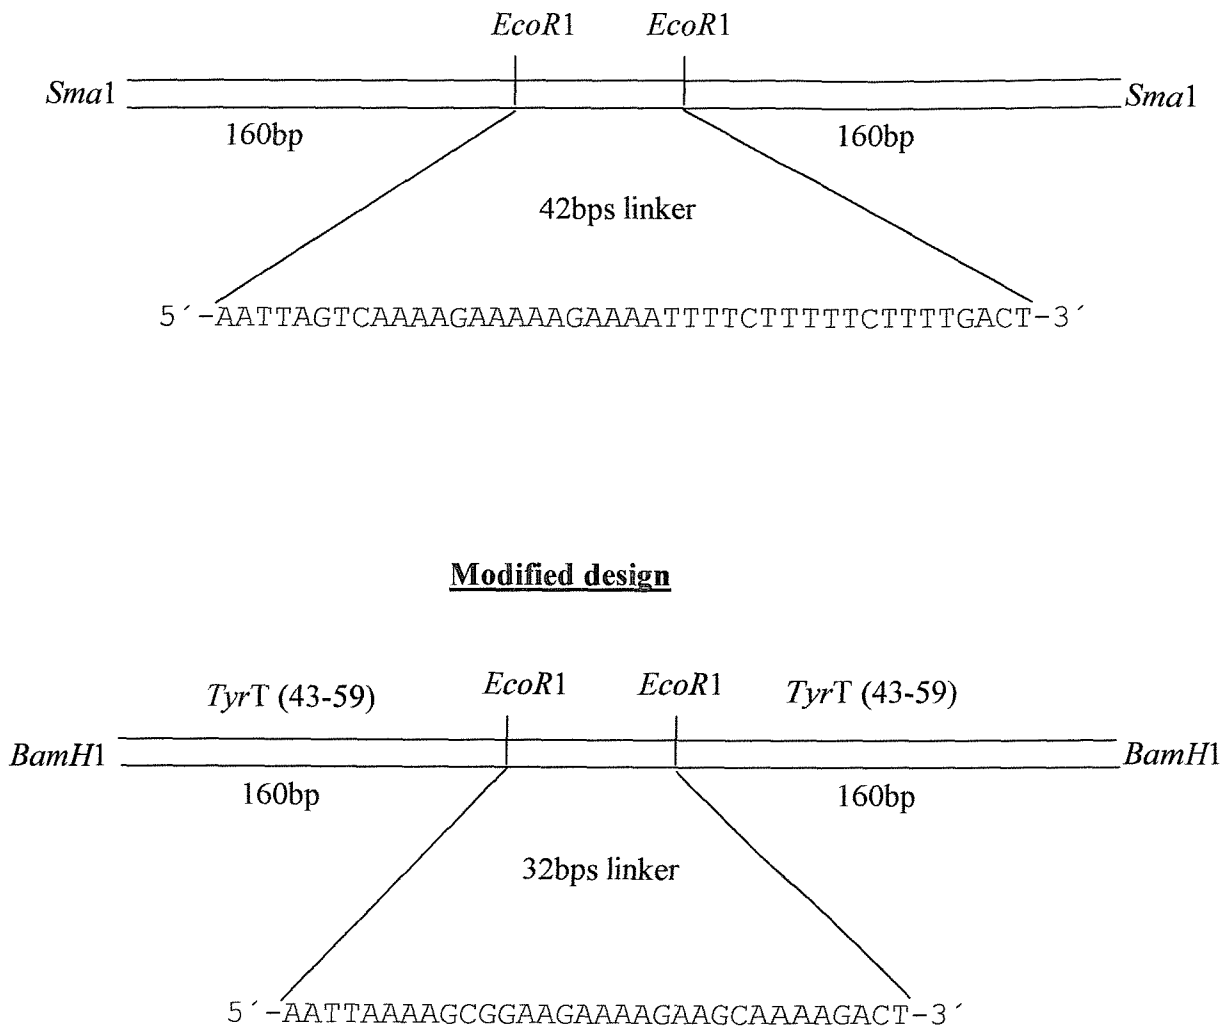 EcoR1 EcoR1
Sma1 Sma1
160bp 160bp
42bps linker
5´-AATTAGTCAAAAGAAAAAGAAAATTTTCTTTTTCTTTTGACT-3´
Modified design
TyrT (43-59) EcoR1 EcoR1 TyrT (43-59)
BamH1 BamH1
160bp 160bp
32bps linker
5´-AATTAAAAGCGGAAGAAAAGAAGCAAAAGACT-3´